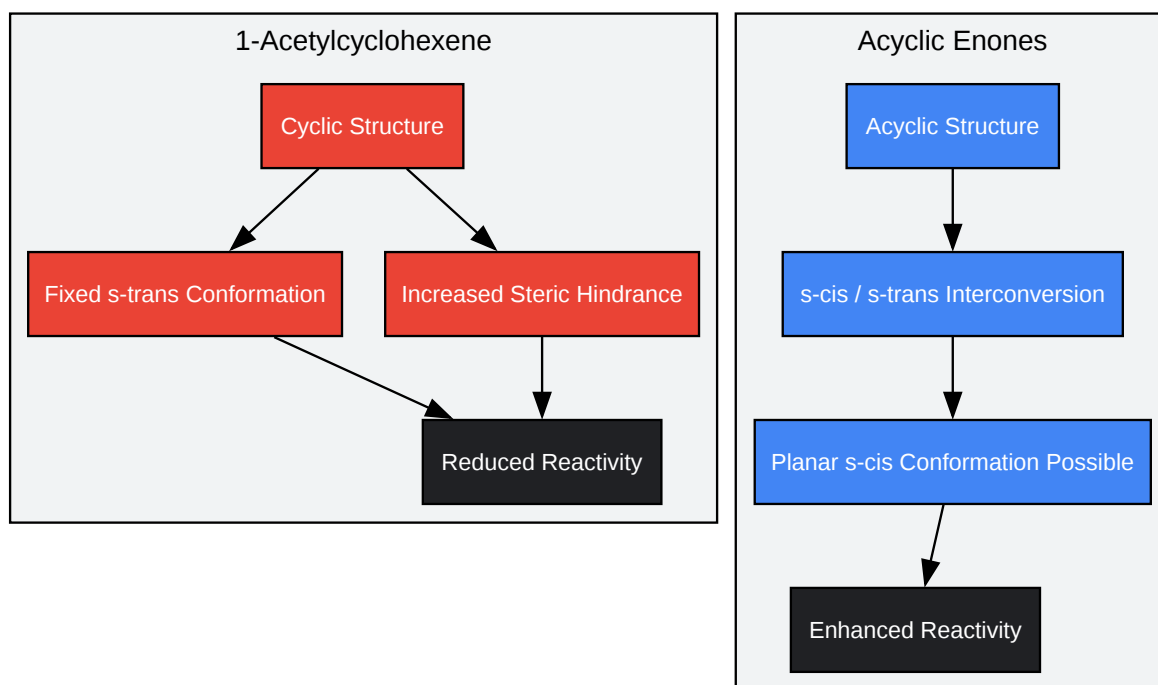 1-Acetylcyclohexene
Cyclic Structure
Fixed s-trans Conformation
Increased Steric Hindrance
Reduced Reactivity
Acyclic Enones
Acyclic Structure
s-cis / s-trans Interconversion
Planar s-cis Conformation Possible
Enhanced Reactivity